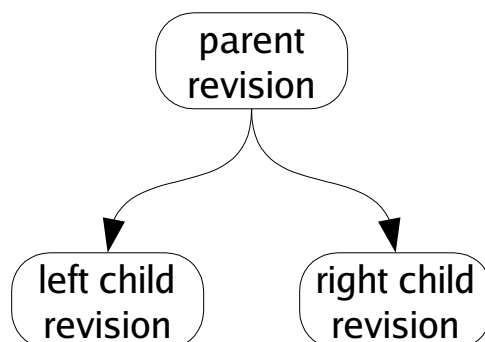 parent
revision
left child
revision
right child
revision